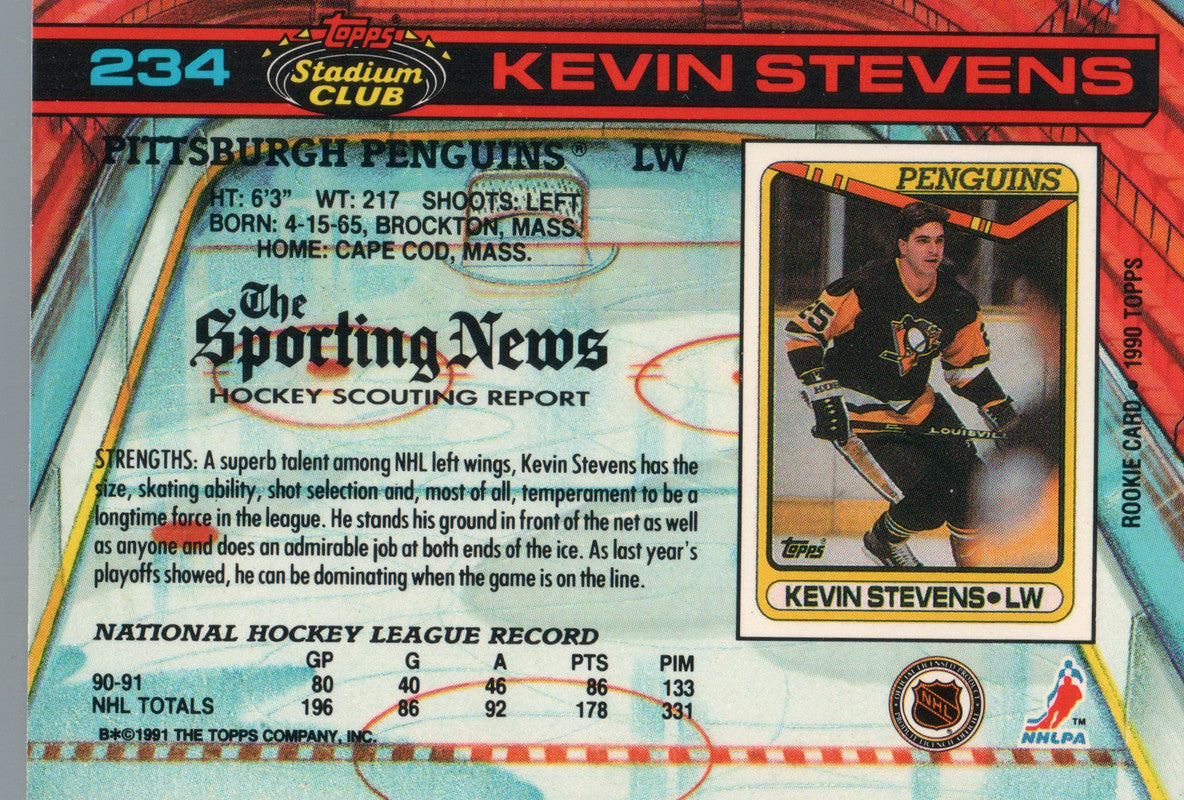 234
Topps
Stadium
CLUB
KEVIN STEVENS
PITTSBURGH PENGUINS® LW
HT: 6'3" WT: 217 SHOOTS: LEFT
BORN: 4-15-65, BROCKTON, MASS.
HOME: CAPE COD, MASS.
The
Sporting News
HOCKEY SCOUTING REPORT
STRENGTHS: A superb talent among NHL left wings, Kevin Stevens has the
size, skating ability, shot selection and, most of all, temperament to be a
longtime force in the league. He stands his ground in front of the net as well
as anyone and does an admirable job at both ends of the ice. As last year's
playoffs showed, he can be dominating when the game is on the line.
NATIONAL HOCKEY LEAGUE RECORD
GP G A PTS PIM
90-91 80 40 46 86 133
NHL TOTALS 196 86 92 178 331
B*©1991 THE TOPPS COMPANY, INC.
PENGUINS
25
LOUISVILL
Topps
KEVIN STEVENS•LW
ROOKIE CARD • 1990 TOPPS
OFFICIAL LICENSED PRODUCT
NHL
NHLPA
™